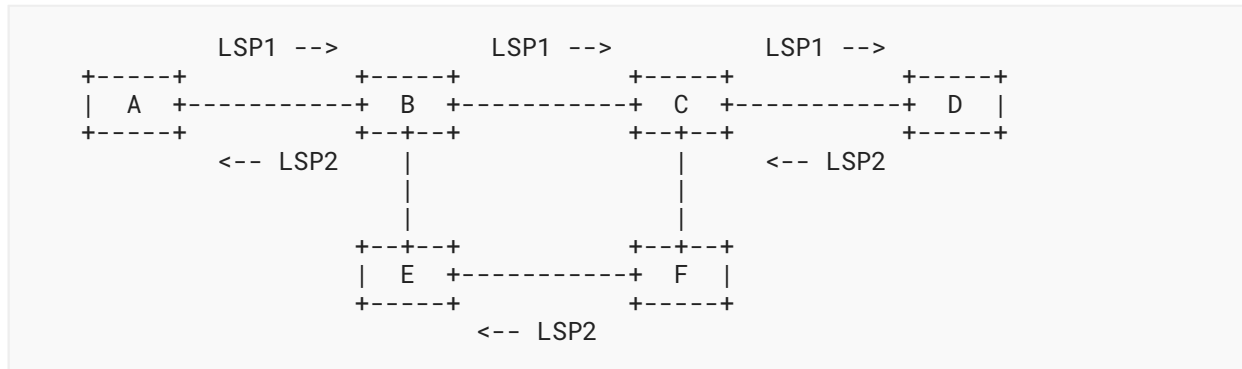 LSP1 --> LSP1 --> LSP1 -->
A B C D
<-- LSP2 <-- LSP2
E F
<-- LSP2